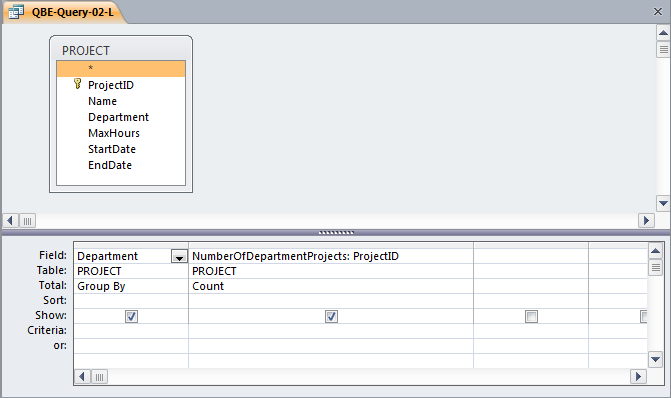 QBE-Query-02-L
PROJECT
*
ProjectID
Name
Department
MaxHours
StartDate
EndDate
Field: Department NumberOfDepartmentProjects: ProjectID
Table: PROJECT PROJECT
Total: Group By Count
Sort:
Show:
Criteria:
or: